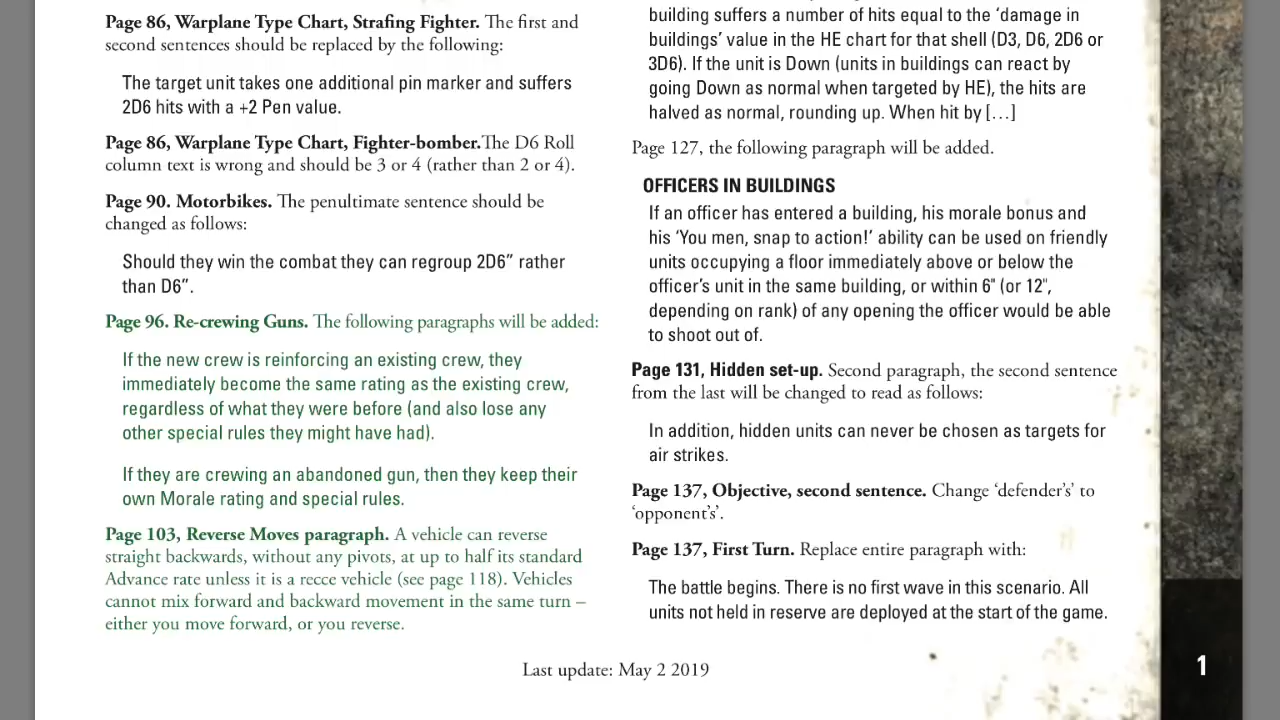 Page 86, Warplane Type Chart, Strafing Fighter. The first and
second sentences should be replaced by the following:
The target unit takes one additional pin marker and suffers
2D6 hits with a +2 Pen value.
Page 86, Warplane Type Chart, Fighter-bomber.The D6 Roll
column text is wrong and should be 3 or 4 (rather than 2 or 4).
Page 90. Motorbikes. The penultimate sentence should be
changed as follows:
Should they win the combat they can regroup 2D6” rather
than D6”.
Page 96. Re-crewing Guns. The following paragraphs will be added:
If the new crew is reinforcing an existing crew, they
immediately become the same rating as the existing crew,
regardless of what they were before (and also lose any
other special rules they might have had).
If they are crewing an abandoned gun, then they keep their
own Morale rating and special rules.
Page 103, Reverse Moves paragraph. A vehicle can reverse
straight backwards, without any pivots, at up to half its standard
Advance rate unless it is a recce vehicle (see page 118). Vehicles
cannot mix forward and backward movement in the same turn –
either you move forward, or you reverse.
building suffers a number of hits equal to the ‘damage in
buildings’ value in the HE chart for that shell (D3, D6, 2D6 or
3D6). If the unit is Down (units in buildings can react by
going Down as normal when targeted by HE), the hits are
halved as normal, rounding up. When hit by […]
Page 127, the following paragraph will be added.
OFFICERS IN BUILDINGS
If an officer has entered a building, his morale bonus and
his ‘You men, snap to action!’ ability can be used on friendly
units occupying a floor immediately above or below the
officer’s unit in the same building, or within 6" (or 12",
depending on rank) of any opening the officer would be able
to shoot out of.
Page 131, Hidden set-up. Second paragraph, the second sentence
from the last will be changed to read as follows:
In addition, hidden units can never be chosen as targets for
air strikes.
Page 137, Objective, second sentence. Change ‘defender’s’ to
‘opponent’s’.
Page 137, First Turn. Replace entire paragraph with:
The battle begins. There is no first wave in this scenario. All
units not held in reserve are deployed at the start of the game.
Last update: May 2 2019
1